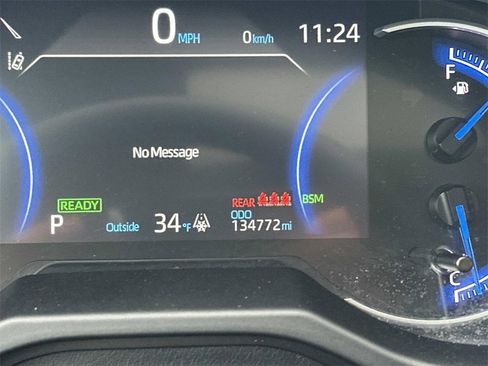 0 MPH 0 km/h 11:24
F
No Message
READY REAR BSM
ODO
P Outside 34 °F 134772 mi
C